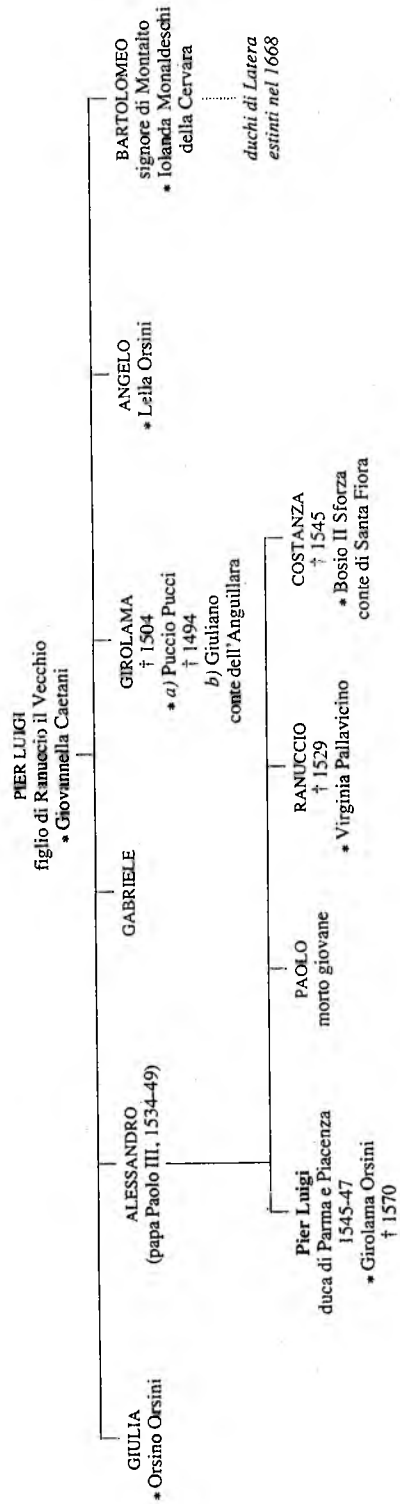 PIER LUIGI
figlio di Ranuccio il Vecchio
* Giovannella Caetani
GIULIA
* Orsino Orsini
ALESSANDRO
(papa Paolo III, 1534-49)
GABRIELE
GIROLAMA
† 1504
* a) Puccio Pucci
† 1494
b) Giuliano
conte dell'Anguillara
ANGELO
* Lella Orsini
BARTOLOMEO
signore di Montalto
* Iolanda Monaldeschi
della Cervara
duchi di Latera
estinti nel 1668
Pier Luigi
duca di Parma e Piacenza
1545-47
* Girolama Orsini
† 1570
PAOLO
morto giovane
RANUCCIO
† 1529
* Virginia Pallavicino
COSTANZA
† 1545
* Bosio II Sforza
conte di Santa Fiora